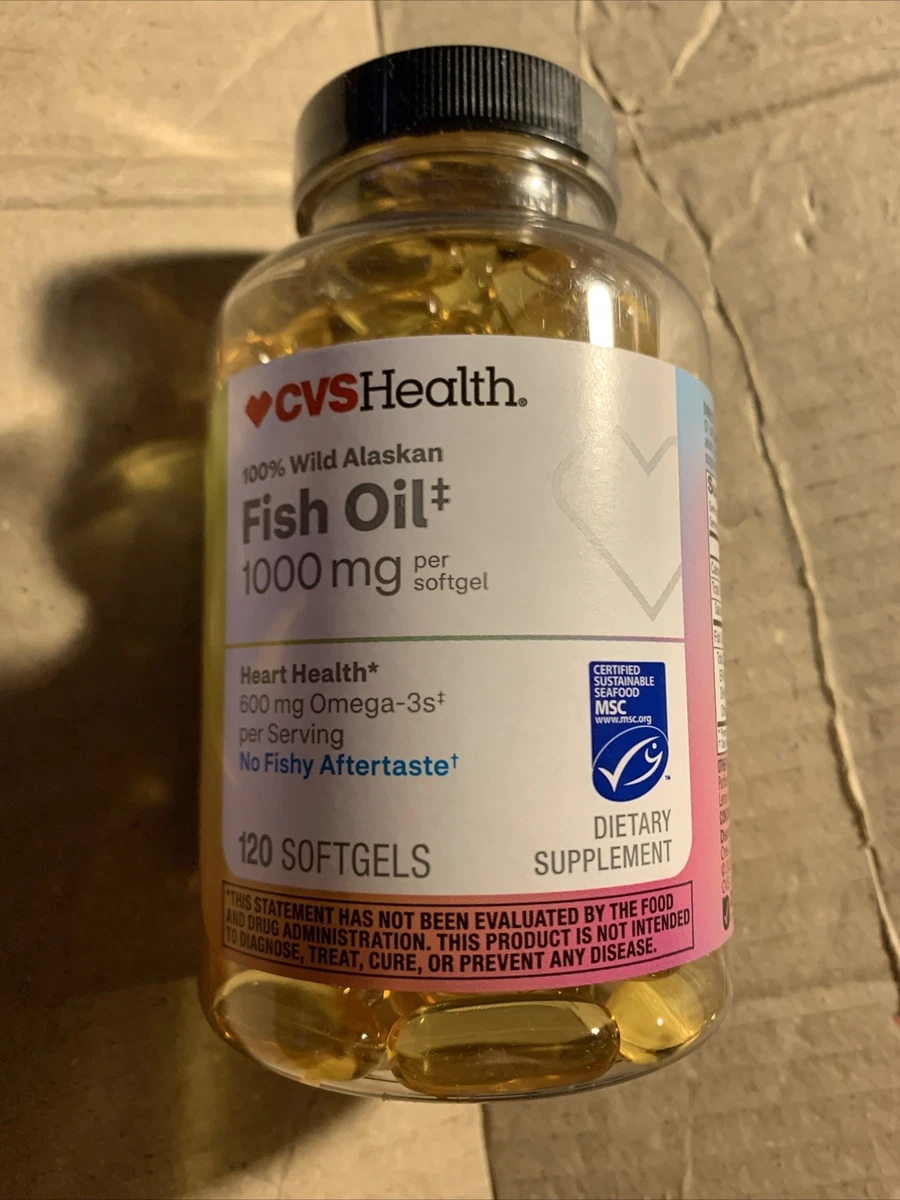 CVSHealth®
100% Wild Alaskan
Fish Oil‡
1000 mg per softgel
Heart Health*
600 mg Omega-3s‡
per Serving
No Fishy Aftertaste†
120 SOFTGELS
CERTIFIED
SUSTAINABLE
SEAFOOD
MSC
www.msc.org
TM
DIETARY
SUPPLEMENT
*THIS STATEMENT HAS NOT BEEN EVALUATED BY THE FOOD
AND DRUG ADMINISTRATION. THIS PRODUCT IS NOT INTENDED
TO DIAGNOSE, TREAT, CURE, OR PREVENT ANY DISEASE.